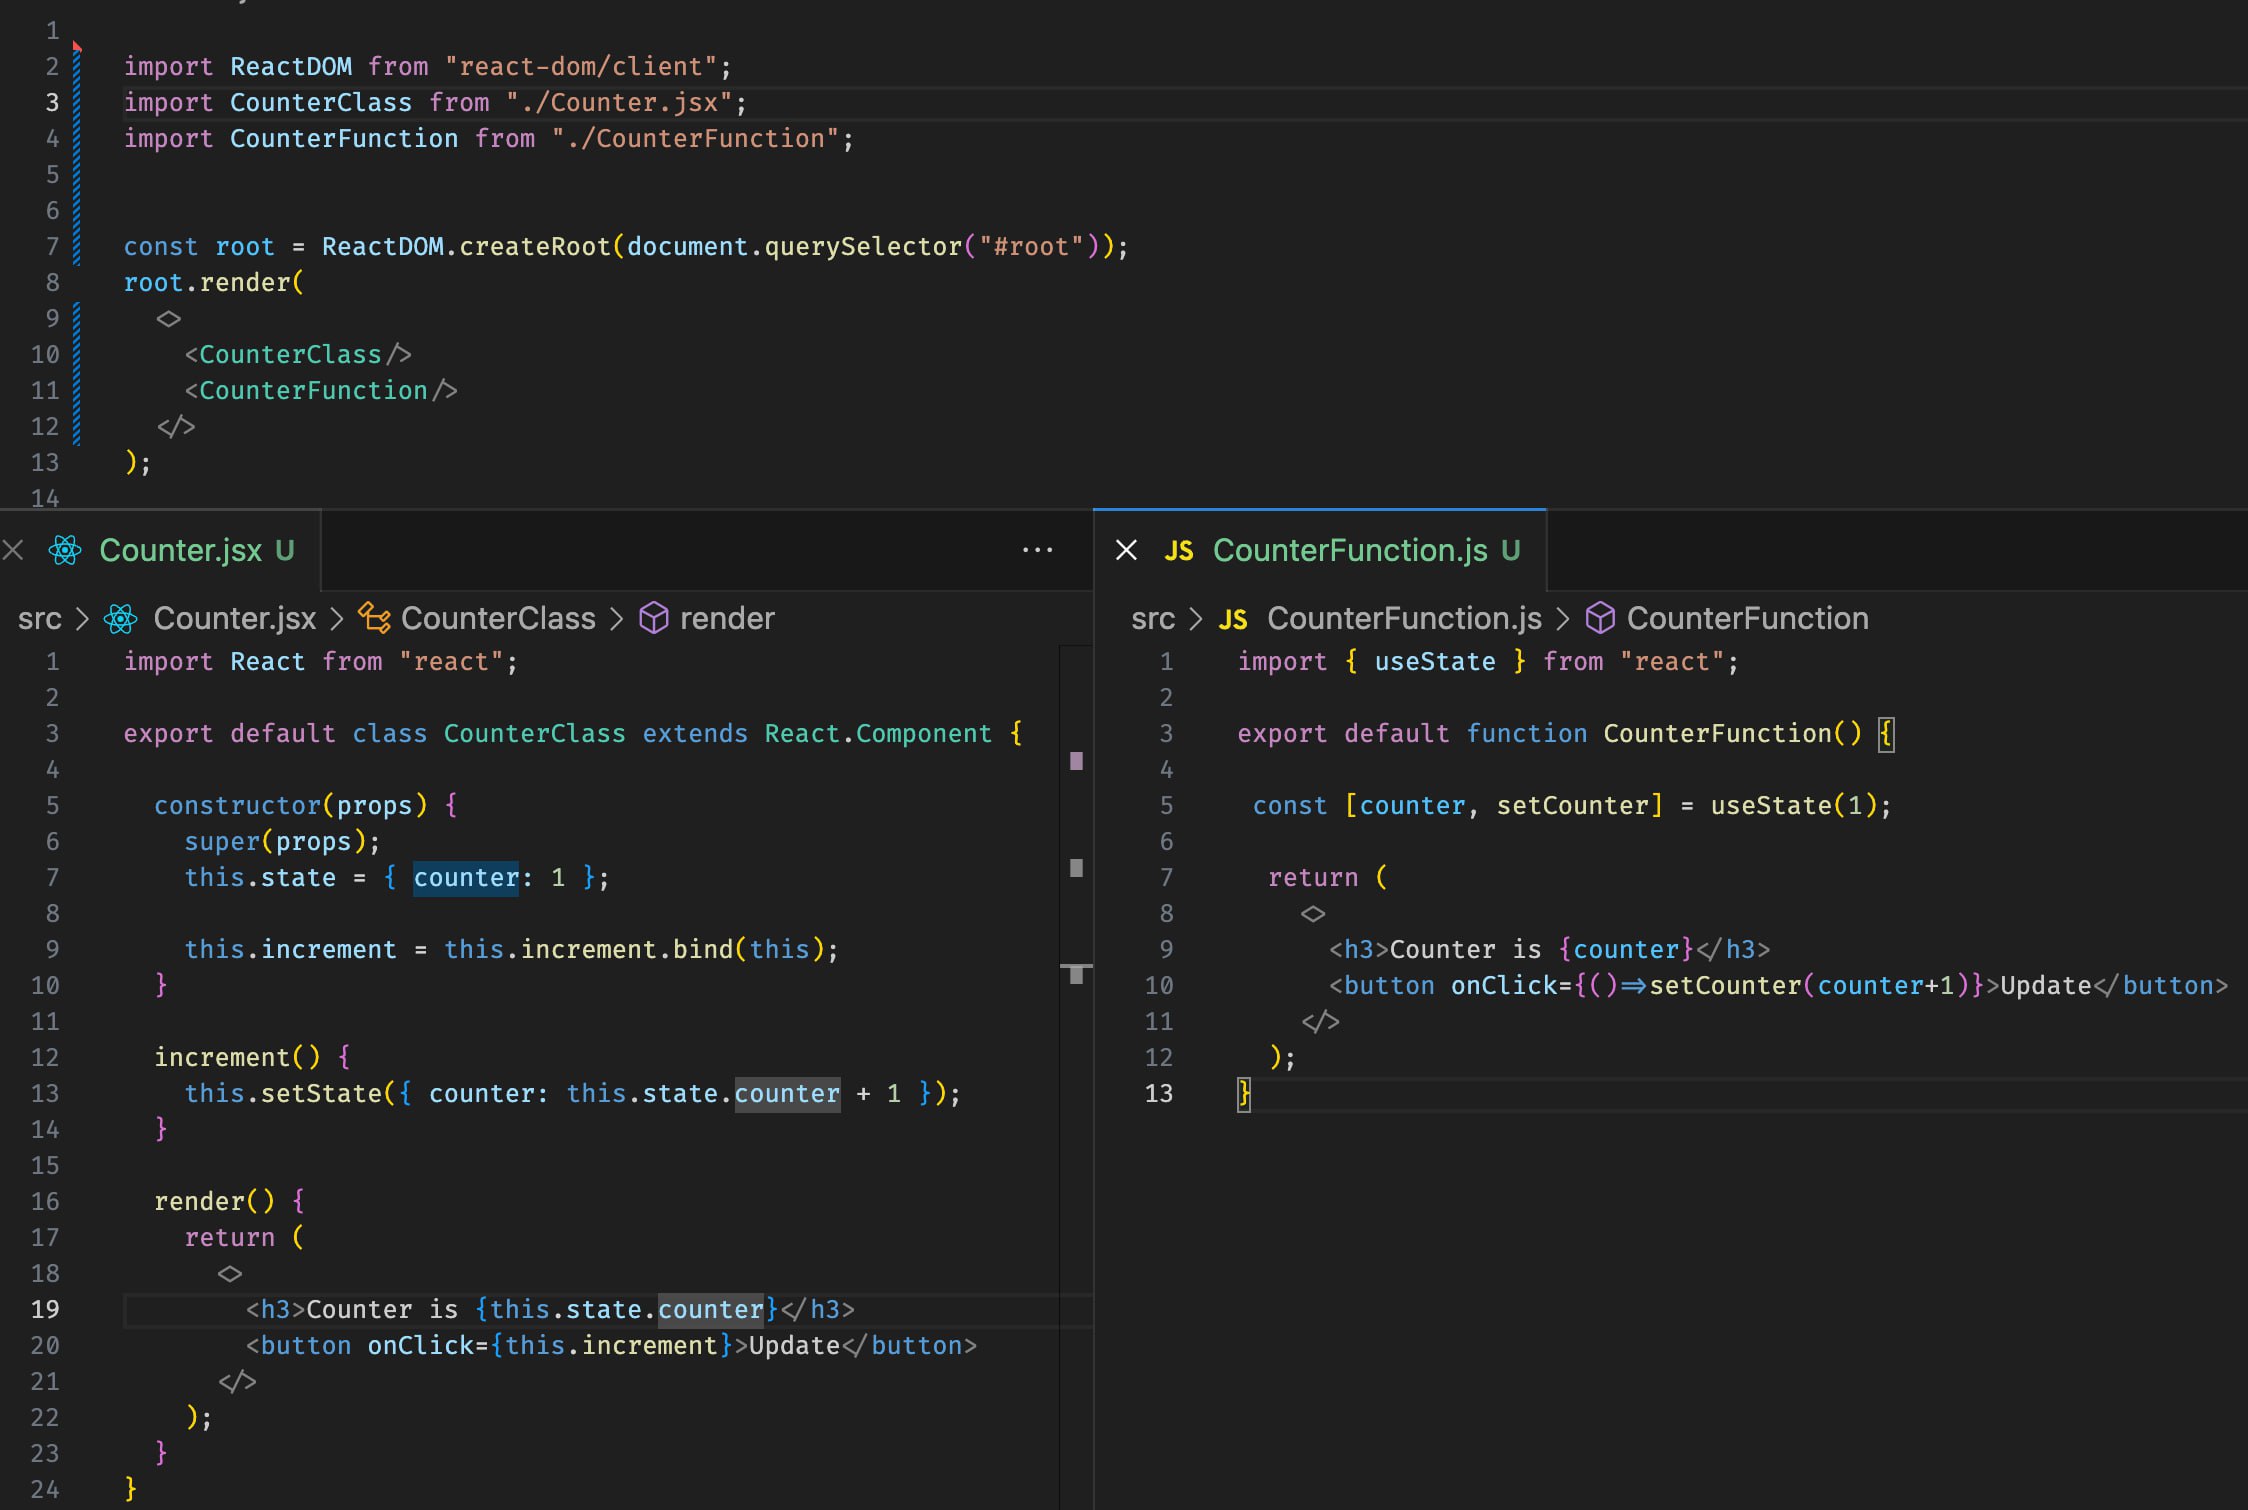 1
2 import ReactDOM from "react-dom/client";
3 import CounterClass from "./Counter.jsx";
4 import CounterFunction from "./CounterFunction";
5
6
7 const root = ReactDOM.createRoot(document.querySelector("#root"));
8 root.render(
9 <>
10 <CounterClass/>
11 <CounterFunction/>
12 </>
13 );
14
Counter.jsx U
src > Counter.jsx > CounterClass > render
1 import React from "react";
2
3 export default class CounterClass extends React.Component {
4
5 constructor(props) {
6 super(props);
7 this.state = { counter: 1 };
8
9 this.increment = this.increment.bind(this);
10 }
11
12 increment() {
13 this.setState({ counter: this.state.counter + 1 });
14 }
15
16 render() {
17 return (
18 <>
19 <h3>Counter is {this.state.counter}</h3>
20 <button onClick={this.increment}>Update</button>
21 </>
22 );
23 }
24 }
JS CounterFunction.js U
src > JS CounterFunction.js > CounterFunction
1 import { useState } from "react";
2
3 export default function CounterFunction() {
4
5 const [counter, setCounter] = useState(1);
6
7 return (
8 <>
9 <h3>Counter is {counter}</h3>
10 <button onClick={()=>setCounter(counter+1)}>Update</button>
11 </>
12 );
13 }